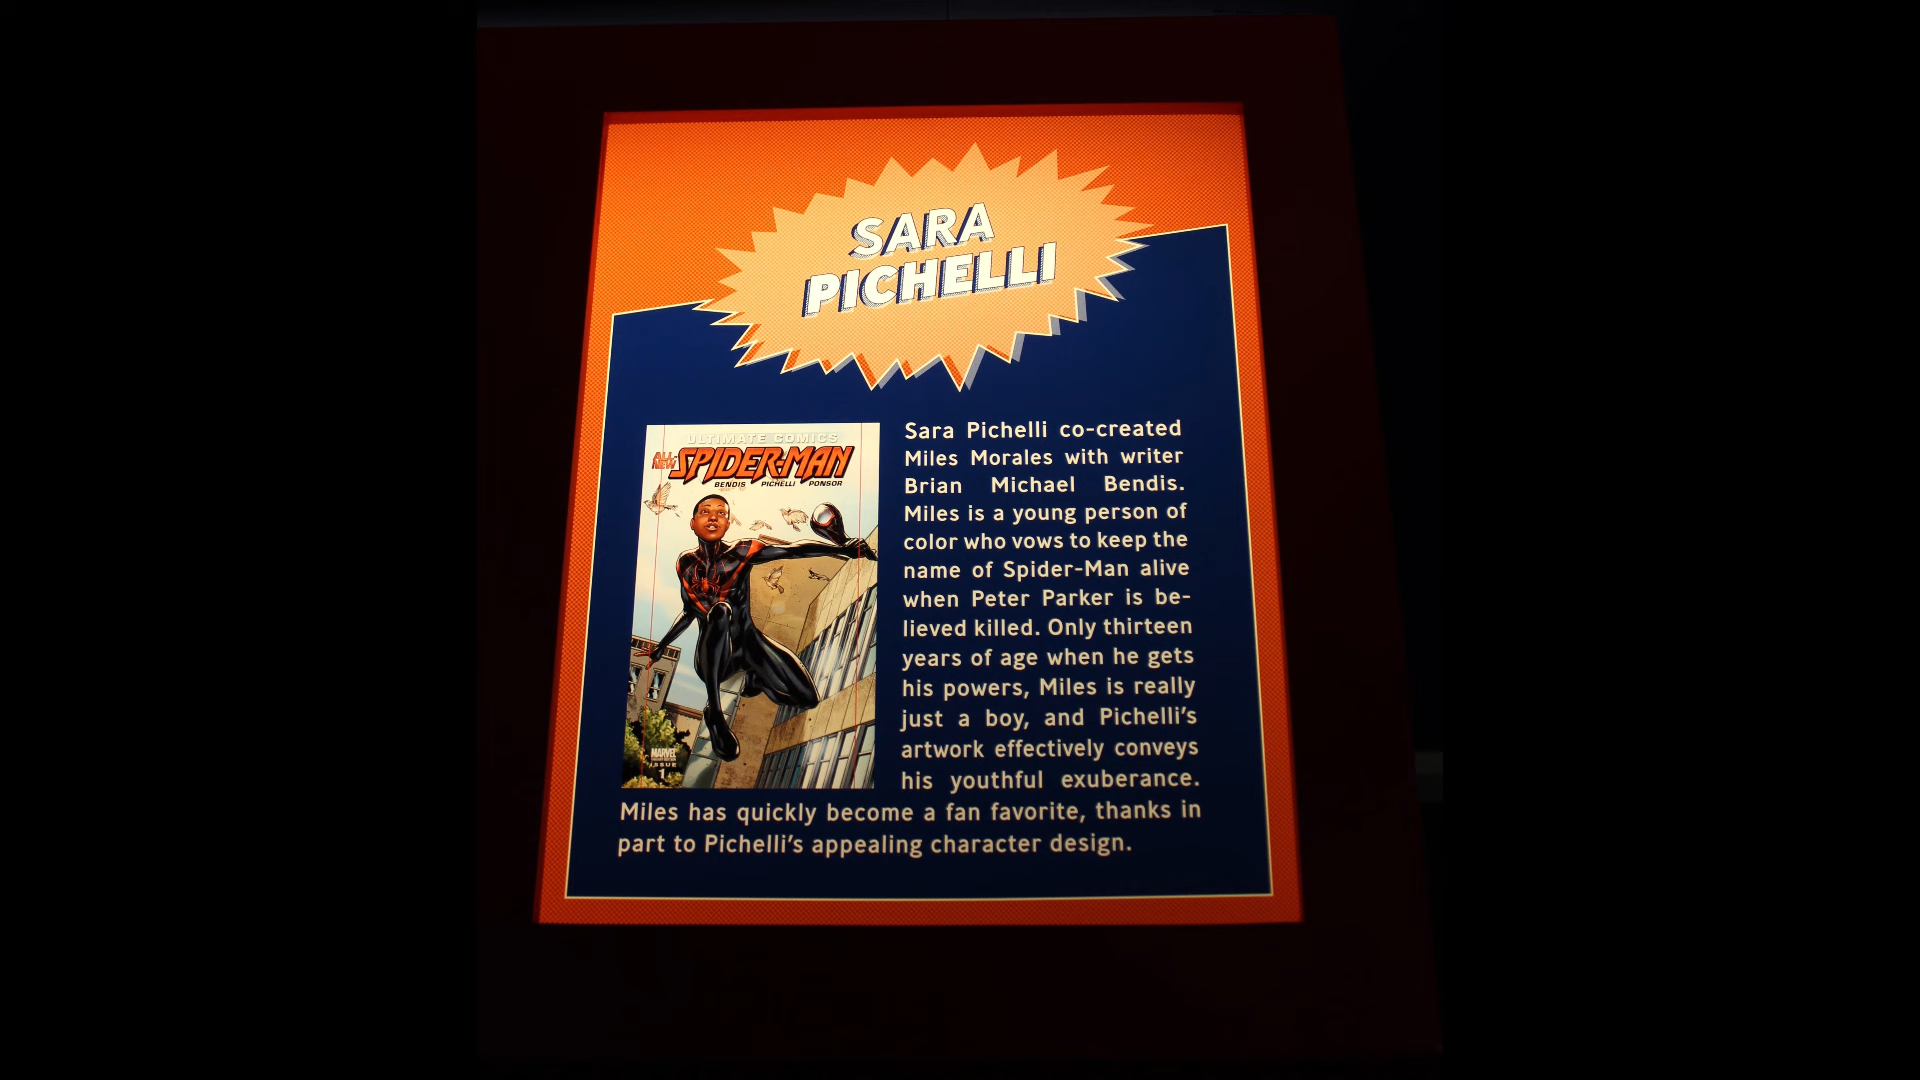 SARA
PICHELLI
ULTIMATE COMICS
ALL-NEW
SPIDER-MAN
BENDIS PICHELLI PONSOR
MARVEL
ISSUE
1
Sara Pichelli co-created
Miles Morales with writer
Brian Michael Bendis.
Miles is a young person of
color who vows to keep the
name of Spider-Man alive
when Peter Parker is be-
lieved killed. Only thirteen
years of age when he gets
his powers, Miles is really
just a boy, and Pichelli’s
artwork effectively conveys
his youthful exuberance.
Miles has quickly become a fan favorite, thanks in
part to Pichelli’s appealing character design.